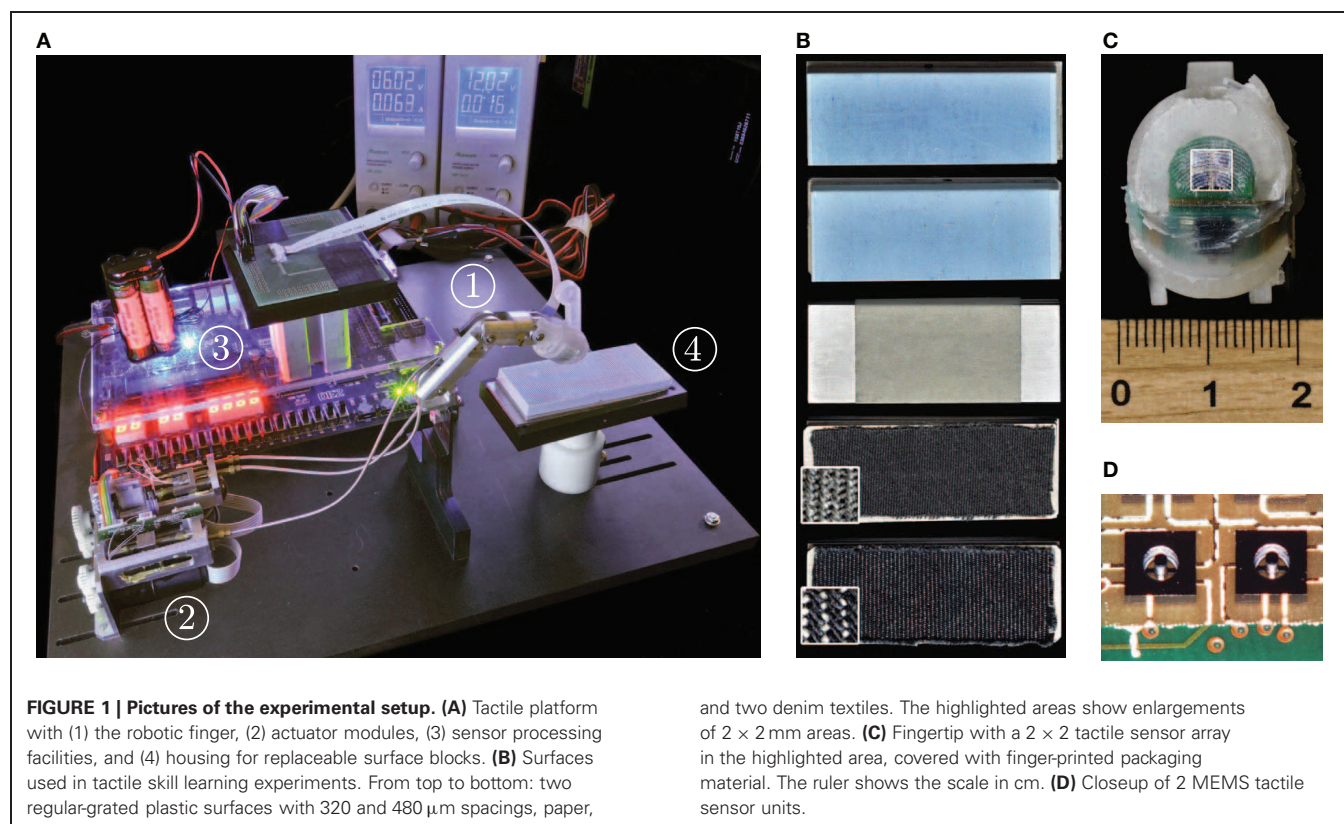 A
B
C
06.02 V
0.063 A
12.02 V
0.016 A
1
3
4
2
0 1 2
D
FIGURE 1 | Pictures of the experimental setup. (A) Tactile platform
with (1) the robotic finger, (2) actuator modules, (3) sensor processing
facilities, and (4) housing for replaceable surface blocks. (B) Surfaces
used in tactile skill learning experiments. From top to bottom: two
regular-grated plastic surfaces with 320 and 480 μm spacings, paper,
and two denim textiles. The highlighted areas show enlargements
of 2 × 2 mm areas. (C) Fingertip with a 2 × 2 tactile sensor array
in the highlighted area, covered with finger-printed packaging
material. The ruler shows the scale in cm. (D) Closeup of 2 MEMS tactile
sensor units.